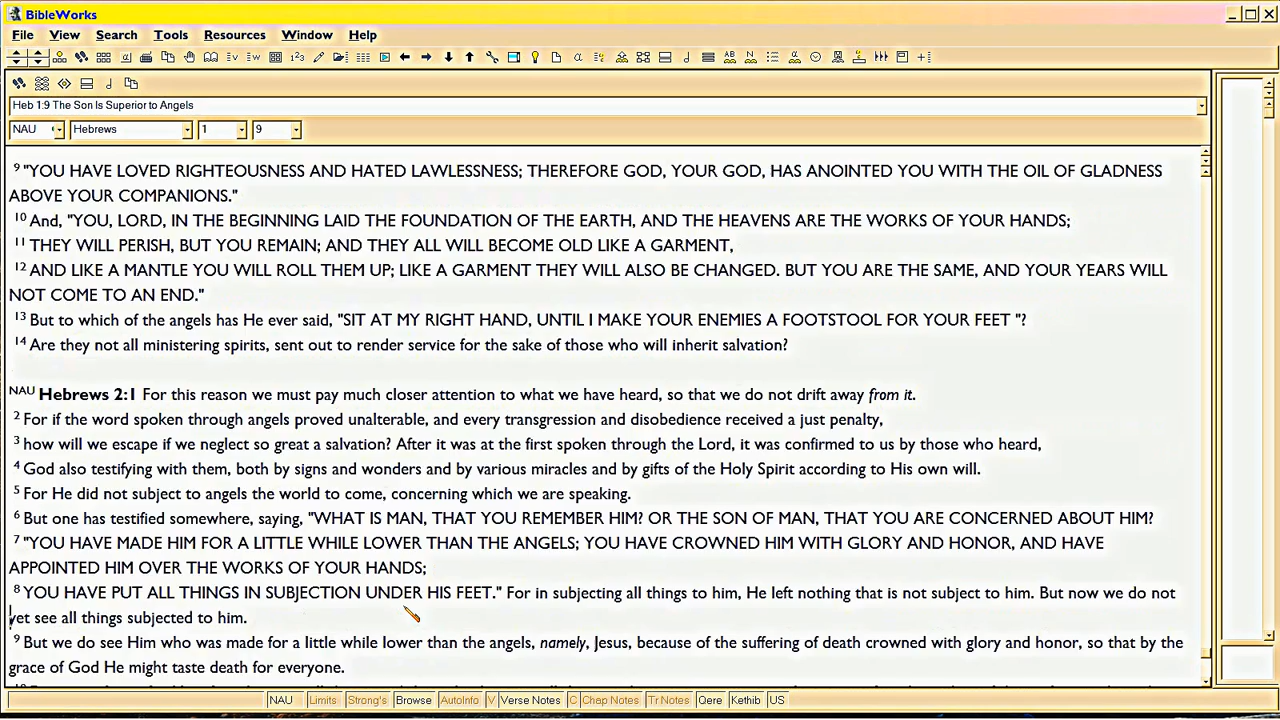 BibleWorks
File View Search Tools Resources Window Help
Heb 1:9 The Son Is Superior to Angels
NAU Hebrews 1 9
9 "YOU HAVE LOVED RIGHTEOUSNESS AND HATED LAWLESSNESS; THEREFORE GOD, YOUR GOD, HAS ANOINTED YOU WITH THE OIL OF GLADNESS
ABOVE YOUR COMPANIONS."
10 And, "YOU, LORD, IN THE BEGINNING LAID THE FOUNDATION OF THE EARTH, AND THE HEAVENS ARE THE WORKS OF YOUR HANDS;
11 THEY WILL PERISH, BUT YOU REMAIN; AND THEY ALL WILL BECOME OLD LIKE A GARMENT,
12 AND LIKE A MANTLE YOU WILL ROLL THEM UP; LIKE A GARMENT THEY WILL ALSO BE CHANGED. BUT YOU ARE THE SAME, AND YOUR YEARS WILL
NOT COME TO AN END."
13 But to which of the angels has He ever said, "SIT AT MY RIGHT HAND, UNTIL I MAKE YOUR ENEMIES A FOOTSTOOL FOR YOUR FEET "?
14 Are they not all ministering spirits, sent out to render service for the sake of those who will inherit salvation?
NAU Hebrews 2:1 For this reason we must pay much closer attention to what we have heard, so that we do not drift away from it.
2 For if the word spoken through angels proved unalterable, and every transgression and disobedience received a just penalty,
3 how will we escape if we neglect so great a salvation? After it was at the first spoken through the Lord, it was confirmed to us by those who heard,
4 God also testifying with them, both by signs and wonders and by various miracles and by gifts of the Holy Spirit according to His own will.
5 For He did not subject to angels the world to come, concerning which we are speaking.
6 But one has testified somewhere, saying, "WHAT IS MAN, THAT YOU REMEMBER HIM? OR THE SON OF MAN, THAT YOU ARE CONCERNED ABOUT HIM?
7 "YOU HAVE MADE HIM FOR A LITTLE WHILE LOWER THAN THE ANGELS; YOU HAVE CROWNED HIM WITH GLORY AND HONOR, AND HAVE
APPOINTED HIM OVER THE WORKS OF YOUR HANDS;
8 YOU HAVE PUT ALL THINGS IN SUBJECTION UNDER HIS FEET." For in subjecting all things to him, He left nothing that is not subject to him. But now we do not
yet see all things subjected to him.
9 But we do see Him who was made for a little while lower than the angels, namely, Jesus, because of the suffering of death crowned with glory and honor, so that by the
grace of God He might taste death for everyone.
NAU Limits Strong's Browse AutoInfo V Verse Notes C Chap Notes Tr Notes Qere Kethib US